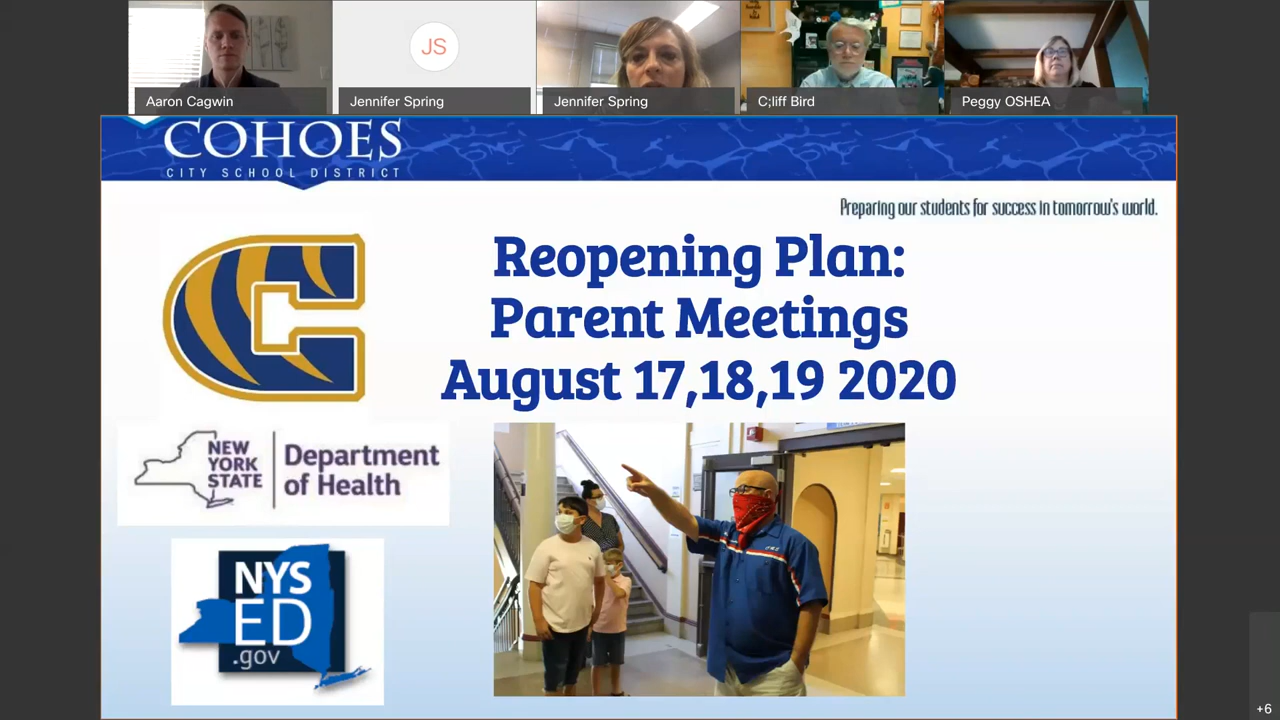 JS
Aaron Cagwin
Jennifer Spring
Jennifer Spring
C;liff Bird
Peggy OSHEA
COHOES
CITY SCHOOL DISTRICT
Preparing our students for success in tomorrow's world.
Reopening Plan:
Parent Meetings
August 17,18,19 2020
C
NEW
YORK
STATE
Department
of Health
NYS
ED
.gov
+6